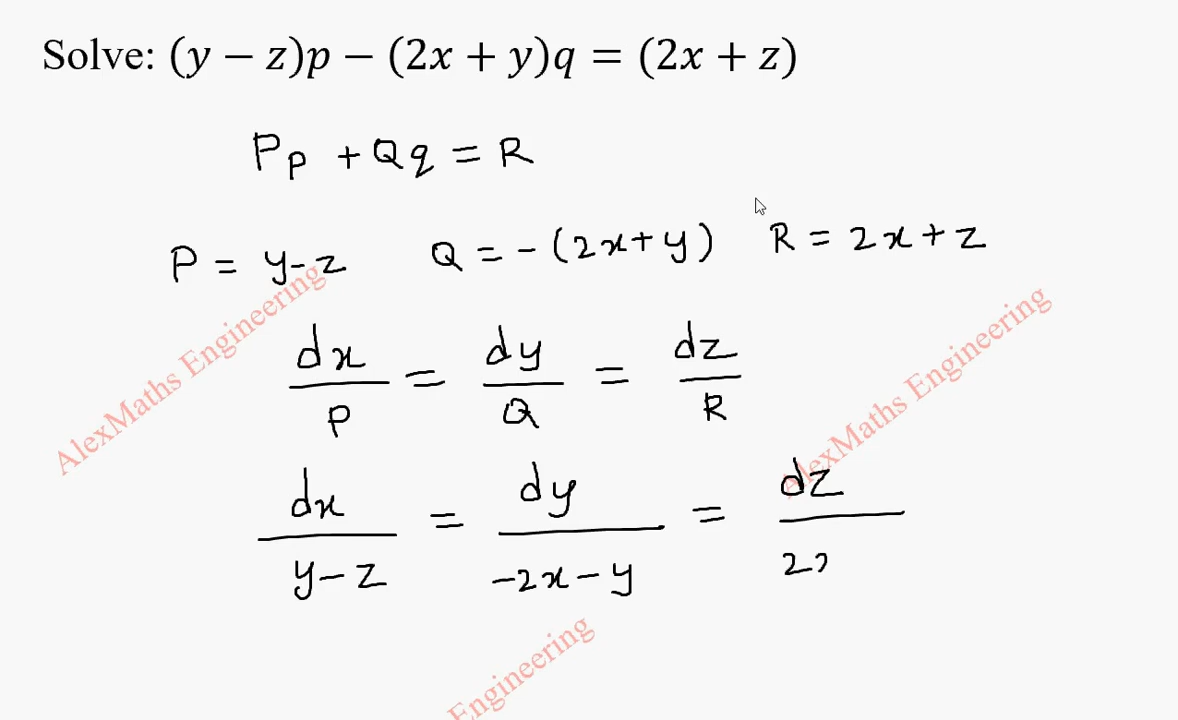 Solve: (y − z)p − (2x + y)q = (2x + z)
Pp + Qq = R
P = y-z Q = -(2x+y) R = 2x+z
dx/P = dy/Q = dz/R
dx/y-z = dy/-2x-y = dz/2
AlexMaths Engineering
AlexMaths Engineering
Engineering